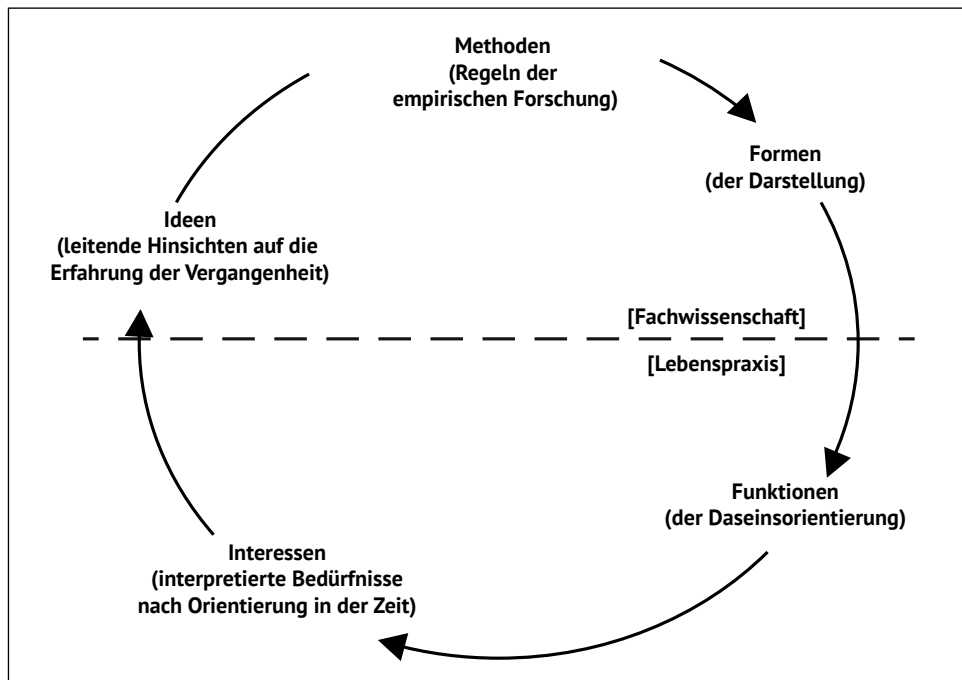 Methoden
(Regeln der
empirischen Forschung)
Formen
(der Darstellung)
Ideen
(leitende Hinsichten auf die
Erfahrung der Vergangenheit)
[Fachwissenschaft]
[Lebenspraxis]
Funktionen
(der Daseinsorientierung)
Interessen
(interpretierte Bedürfnisse
nach Orientierung in der Zeit)